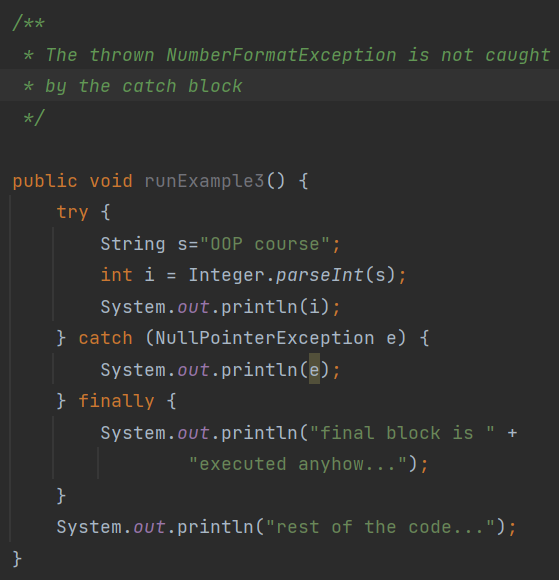 /**
 * The thrown NumberFormatException is not caught
 * by the catch block
 */
public void runExample3() {
    try {
        String s="OOP course";
        int i = Integer.parseInt(s);
        System.out.println(i);
    } catch (NullPointerException e) {
        System.out.println(e);
    } finally {
        System.out.println("final block is " +
                "executed anyhow...");
    }
    System.out.println("rest of the code...");
}